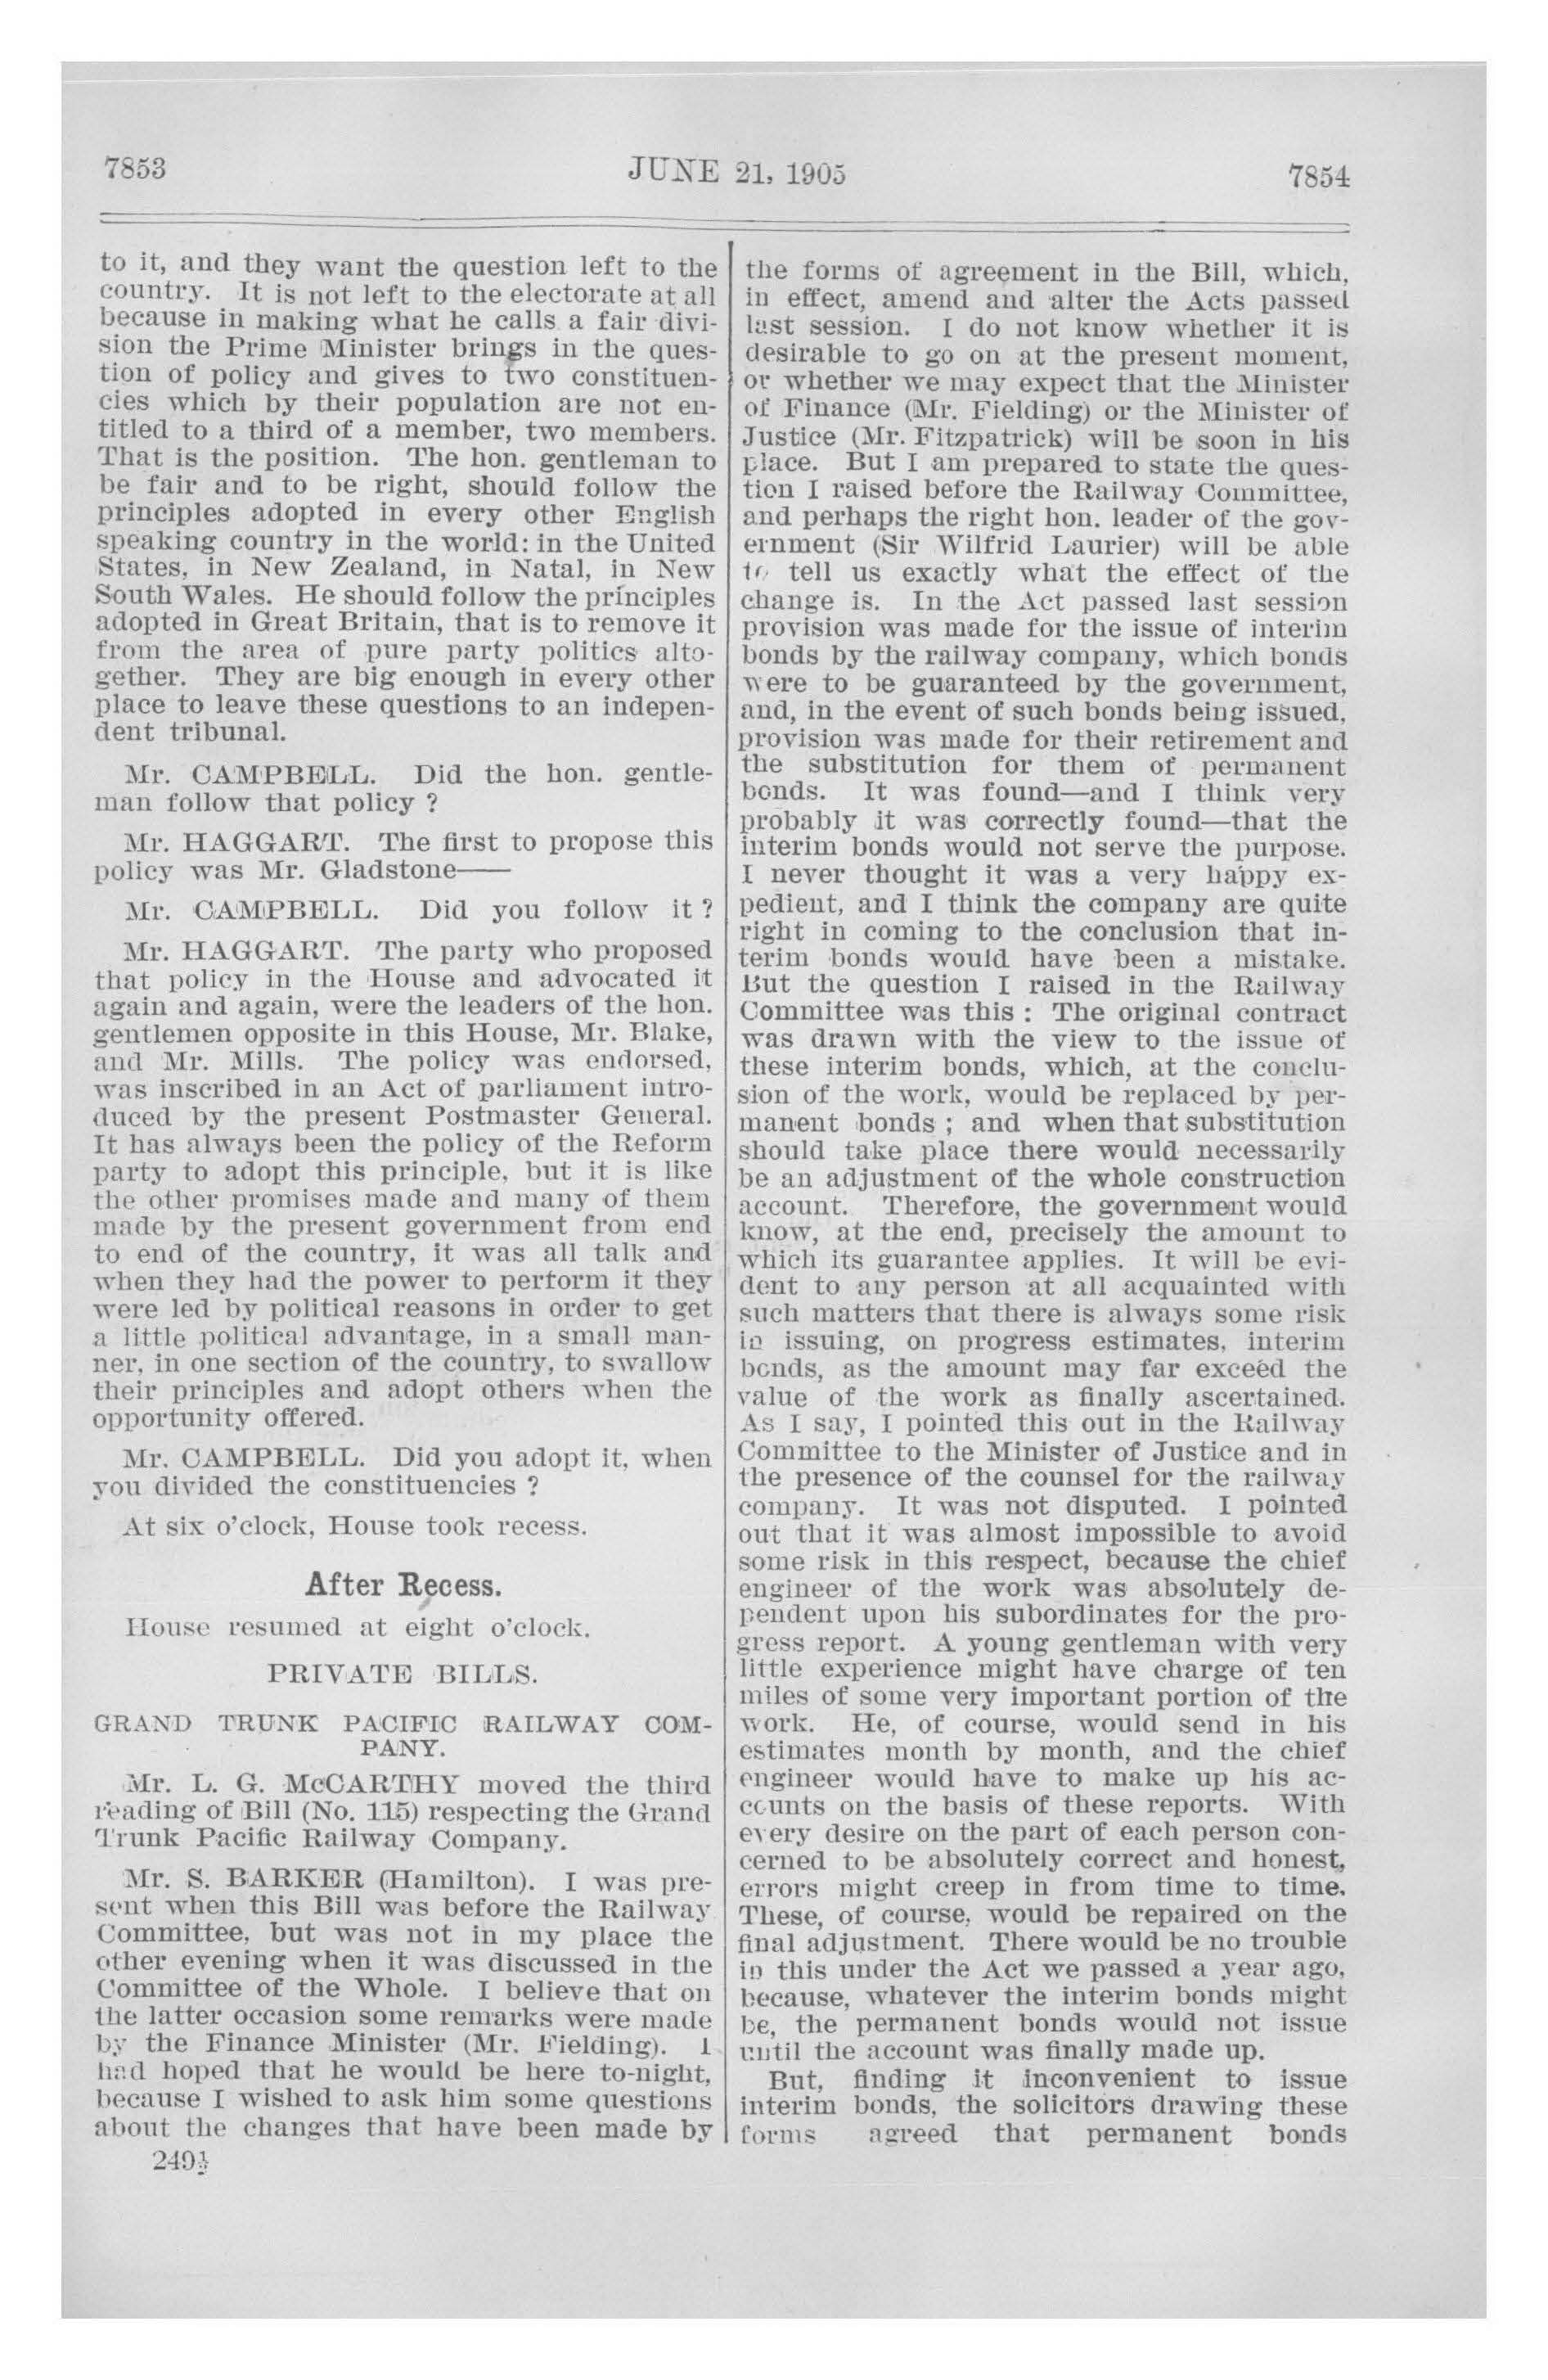 7853
JUNE 21, 1905
7854
to it, and they want the question left to the
country. It is not left to the electorate at all
because in making what he calls a fair divi-
sion the Prime Minister brings in the ques-
tion of policy and gives to two constituen-
cies which by their population are not en-
titled to a third of a member, two members.
That is the position. The hon. gentleman to
be fair and to be right, should follow the
principles adopted in every other English
speaking country in the world: in the United
States, in New Zealand, in Natal, in New
South Wales. He should follow the principles
adopted in Great Britain, that is to remove it
from the area of pure party politics alto-
gether. They are big enough in every other
place to leave these questions to an indepen-
dent tribunal.
Mr. CAMPBELL. Did the hon. gentle-
man follow that policy ?
Mr. HAGGART. The first to propose this
policy was Mr. Gladstone——
Mr. CAMPBELL. Did you follow it ?
Mr. HAGGART. The party who proposed
that policy in the House and advocated it
again and again, were the leaders of the hon.
gentlemen opposite in this House, Mr. Blake,
and Mr. Mills. The policy was endorsed,
was inscribed in an Act of parliament intro-
duced by the present Postmaster General.
It has always been the policy of the Reform
party to adopt this principle, but it is like
the other promises made and many of them
made by the present government from end
to end of the country, it was all talk and
when they had the power to perform it they
were led by political reasons in order to get
a little political advantage, in a small man-
ner, in one section of the country, to swallow
their principles and adopt others when the
opportunity offered.
Mr. CAMPBELL. Did you adopt it, when
you divided the constituencies ?
At six o'clock, House took recess.
After Recess.
House resumed at eight o'clock.
PRIVATE BILLS.
GRAND TRUNK PACIFIC RAILWAY COM-
PANY.
Mr. L. G. McCARTHY moved the third
reading of Bill (No. 115) respecting the Grand
Trunk Pacific Railway Company.
Mr. S. BARKER (Hamilton). I was pre-
sent when this Bill was before the Railway
Committee, but was not in my place the
other evening when it was discussed in the
Committee of the Whole. I believe that on
the latter occasion some remarks were made
by the Finance Minister (Mr. Fielding). I
had hoped that he would be here to-night,
because I wished to ask him some questions
about the changes that have been made by
249½
the forms of agreement in the Bill, which,
in effect, amend and alter the Acts passed
last session. I do not know whether it is
desirable to go on at the present moment,
or whether we may expect that the Minister
of Finance (Mr. Fielding) or the Minister of
Justice (Mr. Fitzpatrick) will be soon in his
place. But I am prepared to state the ques-
tion I raised before the Railway Committee,
and perhaps the right hon. leader of the gov-
ernment (Sir Wilfrid Laurier) will be able
to tell us exactly what the effect of the
change is. In the Act passed last session
provision was made for the issue of interim
bonds by the railway company, which bonds
were to be guaranteed by the government,
and, in the event of such bonds being issued,
provision was made for their retirement and
the substitution for them of permanent
bonds. It was found—and I think very
probably it was correctly found—that the
interim bonds would not serve the purpose.
I never thought it was a very happy ex-
pedient, and I think the company are quite
right in coming to the conclusion that in-
terim bonds would have been a mistake.
But the question I raised in the Railway
Committee was this : The original contract
was drawn with the view to the issue of
these interim bonds, which, at the conclu-
sion of the work, would be replaced by per-
manent bonds ; and when that substitution
should take place there would necessarily
be an adjustment of the whole construction
account. Therefore, the government would
know, at the end, precisely the amount to
which its guarantee applies. It will be evi-
dent to any person at all acquainted with
such matters that there is always some risk
in issuing, on progress estimates, interim
bonds, as the amount may far exceed the
value of the work as finally ascertained.
As I say, I pointed this out in the Railway
Committee to the Minister of Justice and in
the presence of the counsel for the railway
company. It was not disputed. I pointed
out that it was almost impossible to avoid
some risk in this respect, because the chief
engineer of the work was absolutely de-
pendent upon his subordinates for the pro-
gress report. A young gentleman with very
little experience might have charge of ten
miles of some very important portion of the
work. He, of course, would send in his
estimates month by month, and the chief
engineer would have to make up his ac-
counts on the basis of these reports. With
every desire on the part of each person con-
cerned to be absolutely correct and honest,
errors might creep in from time to time.
These, of course, would be repaired on the
final adjustment. There would be no trouble
in this under the Act we passed a year ago,
because, whatever the interim bonds might
be, the permanent bonds would not issue
until the account was finally made up.
But, finding it inconvenient to issue
interim bonds, the solicitors drawing these
forms agreed that permanent bonds